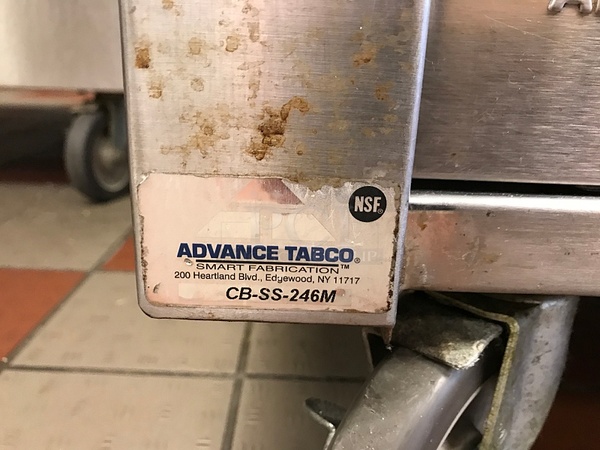 NSF®
ADVANCE TABCO®
SMART FABRICATION™
200 Heartland Blvd., Edgewood, NY 11717
CB-SS-246M